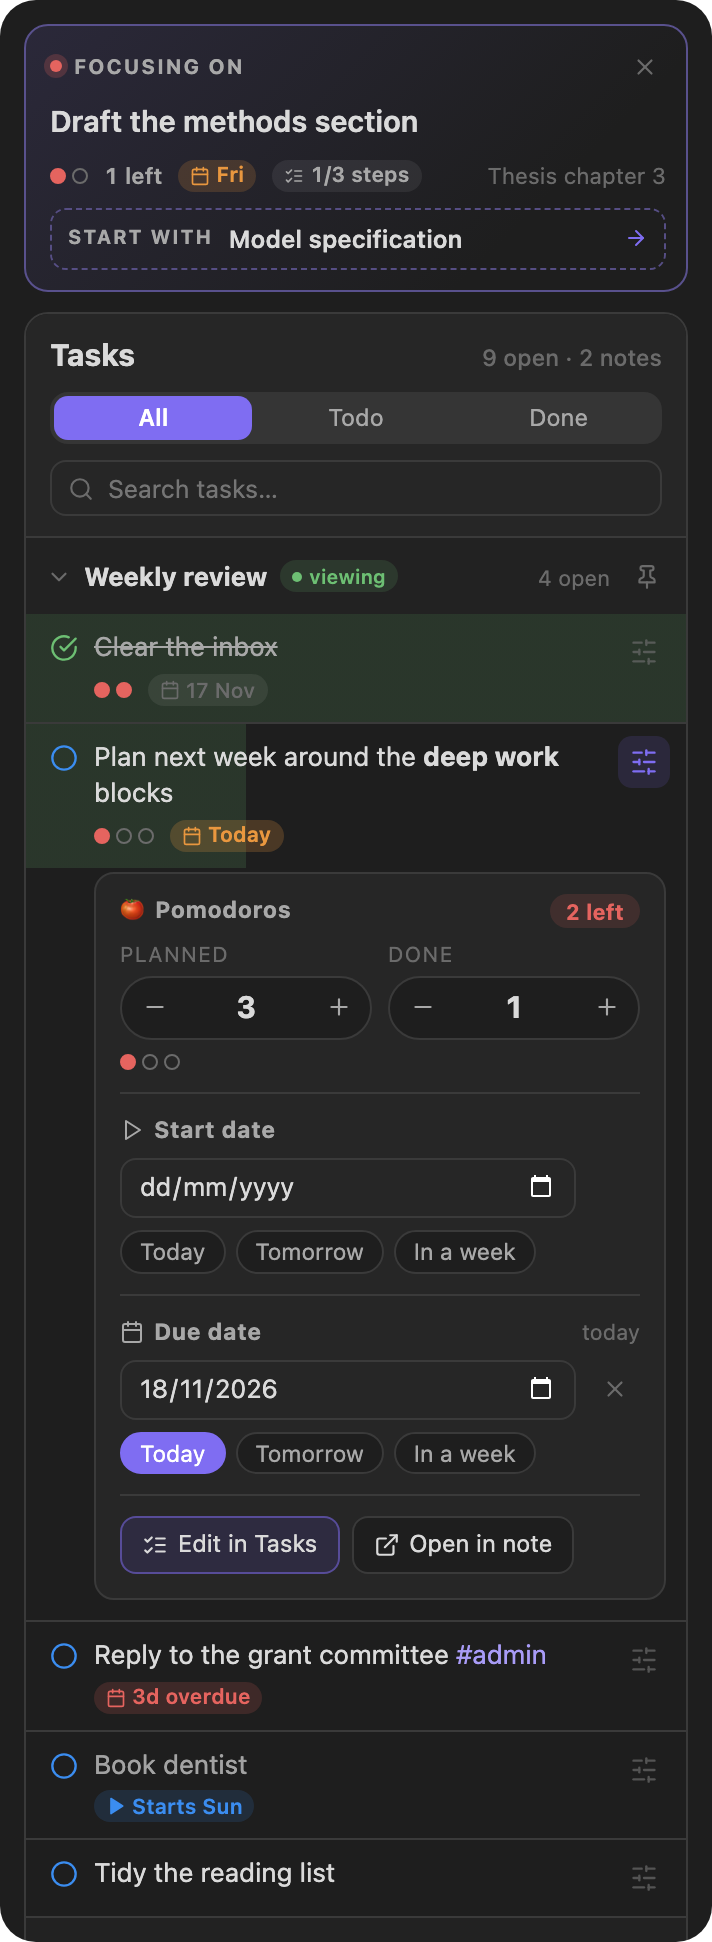 FOCUSING ON
Draft the methods section
1 left Fri 1/3 steps Thesis chapter 3
START WITH Model specification
Tasks 9 open · 2 notes
All Todo Done
Search tasks...
Weekly review viewing 4 open
Clear the inbox
17 Nov
Plan next week around the deep work
blocks
Today
Pomodoros 2 left
PLANNED DONE
3 1
Start date
dd/mm/yyyy
Today Tomorrow In a week
Due date today
18/11/2026
Today Tomorrow In a week
Edit in Tasks Open in note
Reply to the grant committee #admin
3d overdue
Book dentist
Starts Sun
Tidy the reading list